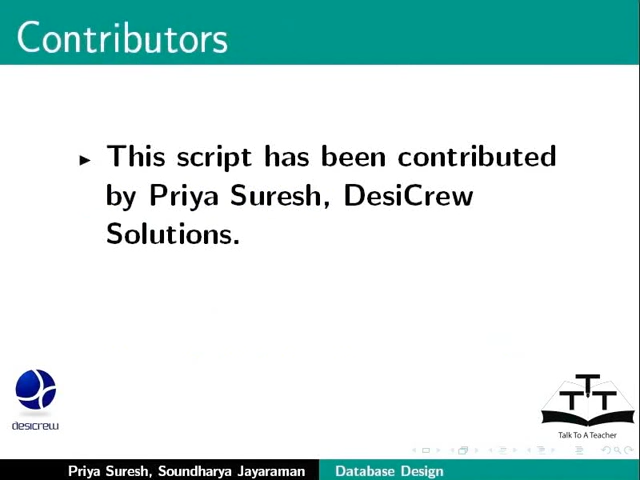 Contributors
This script has been contributed
by Priya Suresh, DesiCrew
Solutions.
desicrew
T T T
Talk To A Teacher
Priya Suresh, Soundharya Jayaraman
Database Design